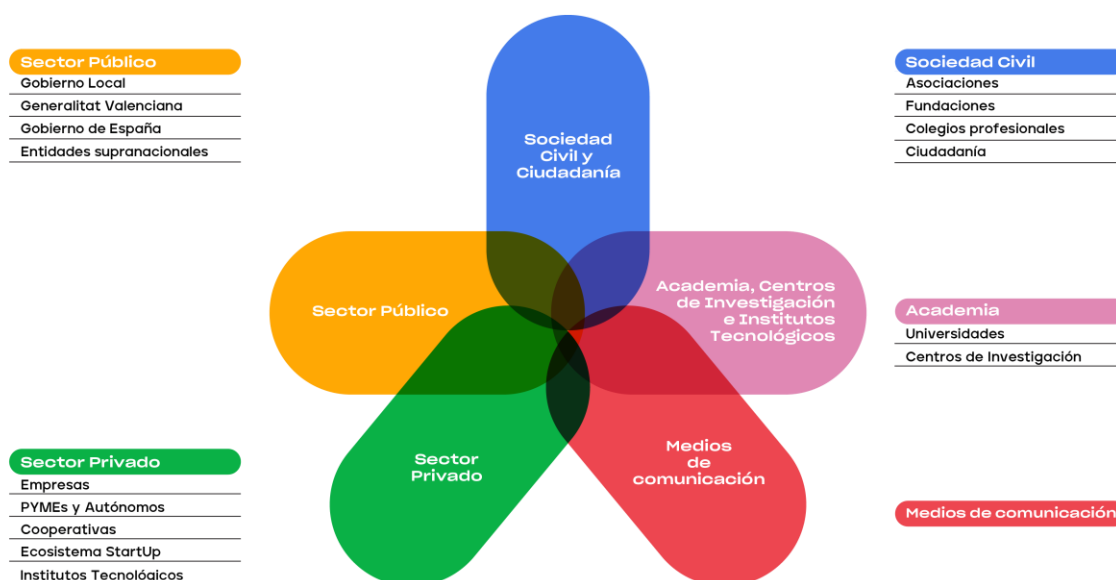 Sector Público
Gobierno Local
Generalitat Valenciana
Gobierno de España
Entidades supranacionales
Sociedad Civil
Asociaciones
Fundaciones
Colegios profesionales
Ciudadanía
Sociedad
Civil y
Ciudadanía
Sector Público
Academia, Centros
de Investigación
e Institutos
Tecnológicos
Academia
Universidades
Centros de Investigación
Sector
Privado
Medios
de
comunicación
Sector Privado
Empresas
PYMEs y Autónomos
Cooperativas
Ecosistema StartUp
Institutos Tecnológicos
Medios de comunicación